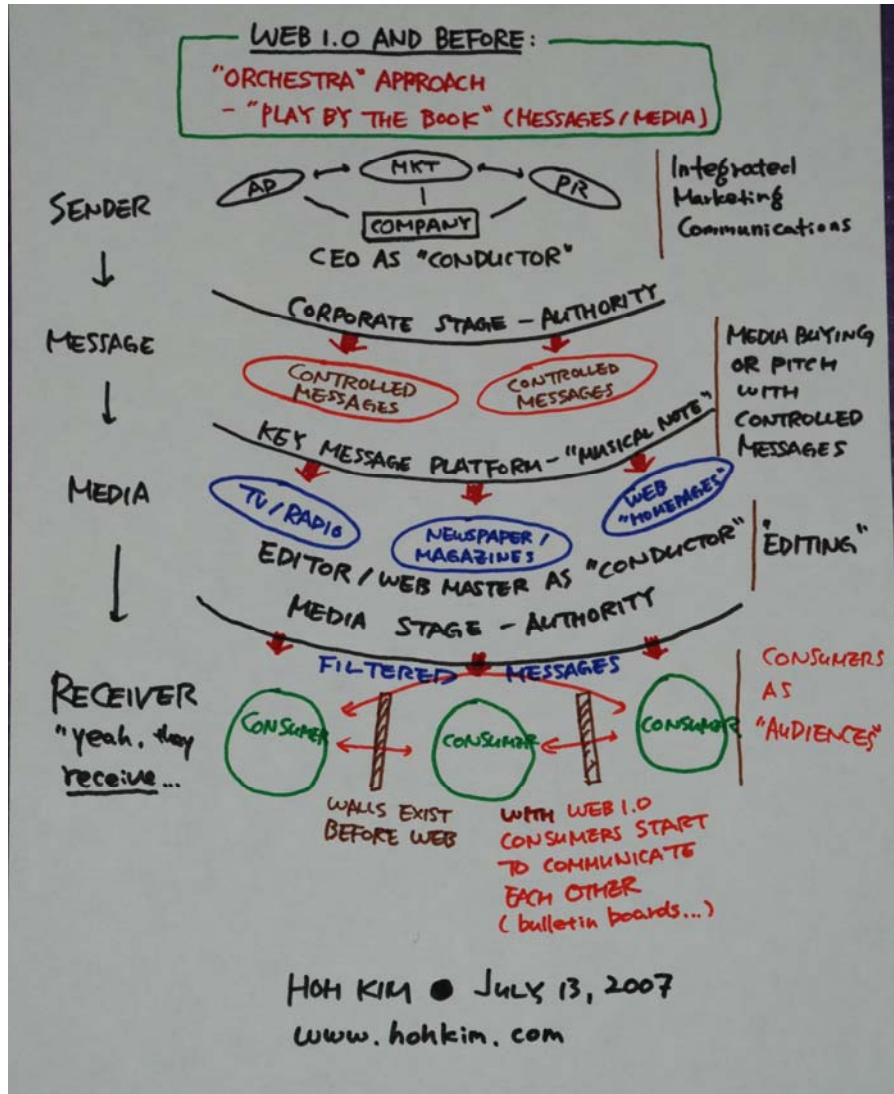 WEB 1.0 AND BEFORE:
"ORCHESTRA" APPROACH
- "PLAY BY THE BOOK" (MESSAGES/MEDIA)
SENDER
AD
MKT
PR
COMPANY
CEO AS "CONDUCTOR"
Integrated
Marketing
Communications
CORPORATE STAGE - AUTHORITY
MESSAGE
CONTROLLED
MESSAGES
CONTROLLED
MESSAGES
MEDIA BUYING
OR PITCH
WITH
CONTROLLED
MESSAGES
KEY MESSAGE PLATFORM - "MUSICAL NOTE"
MEDIA
TV/RADIO
NEWSPAPER/
MAGAZINES
WEB
"HOMEPAGES"
EDITOR/WEB MASTER AS "CONDUCTOR"
"EDITING"
MEDIA STAGE - AUTHORITY
FILTERED MESSAGES
RECEIVER
"yeah, they
receive...
CONSUMER
CONSUMER
CONSUMER
CONSUMERS
AS
"AUDIENCES"
WALLS EXIST
BEFORE WEB
WITH WEB 1.0
CONSUMERS START
TO COMMUNICATE
EACH OTHER
(bulletin boards...)
HOH KIM ● JULY 13, 2007
www.hohkim.com